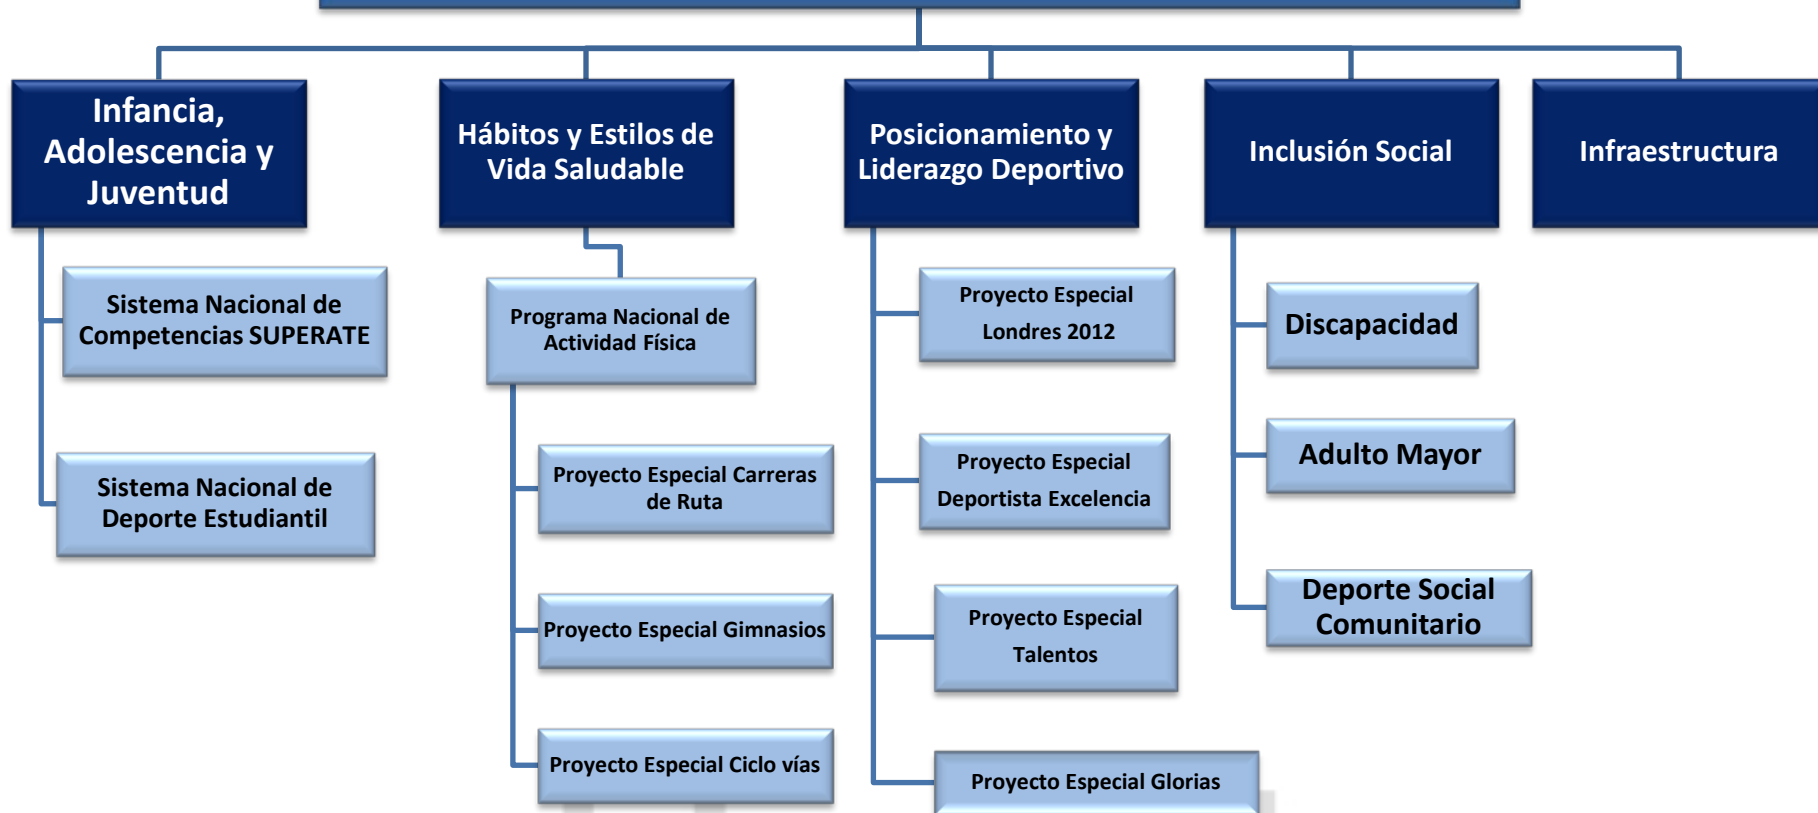 Infancia,
Adolescencia y
Juventud
Hábitos y Estilos de
Vida Saludable
Posicionamiento y
Liderazgo Deportivo
Inclusión Social
Infraestructura
Sistema Nacional de
Competencias SUPERATE
Sistema Nacional de
Deporte Estudiantil
Programa Nacional de
Actividad Física
Proyecto Especial Carreras
de Ruta
Proyecto Especial Gimnasios
Proyecto Especial Ciclo vías
Proyecto Especial
Londres 2012
Proyecto Especial
Deportista Excelencia
Proyecto Especial
Talentos
Proyecto Especial Glorias
Discapacidad
Adulto Mayor
Deporte Social
Comunitario